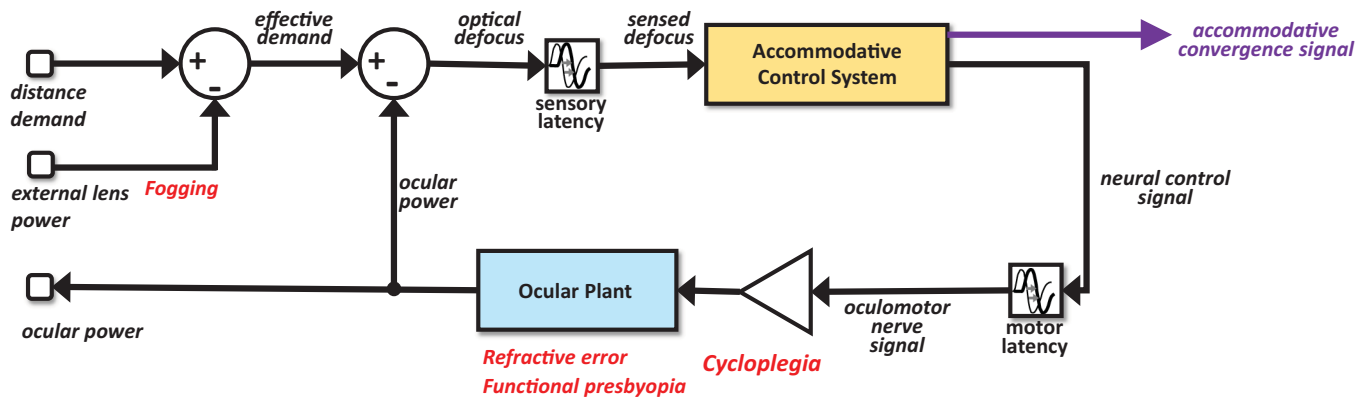 effective
demand
optical
defocus
sensed
defocus
Accommodative
Control System
accommodative
convergence signal
+
-
+
-
distance
demand
sensory
latency
external lens
power
Fogging
ocular
power
neural control
signal
Ocular Plant
oculomotor
nerve
signal
motor
latency
ocular power
Refractive error
Functional presbyopia
Cycloplegia